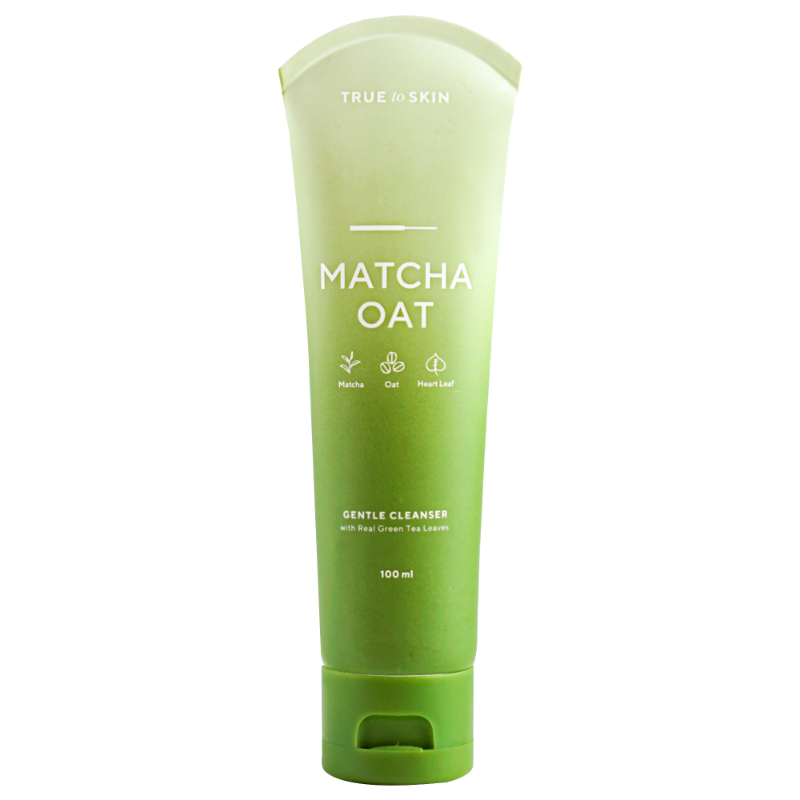 TRUE to SKIN
MATCHA
OAT
Matcha Oat Heart Leaf
GENTLE CLEANSER
with Real Green Tea Leaves
100 ml